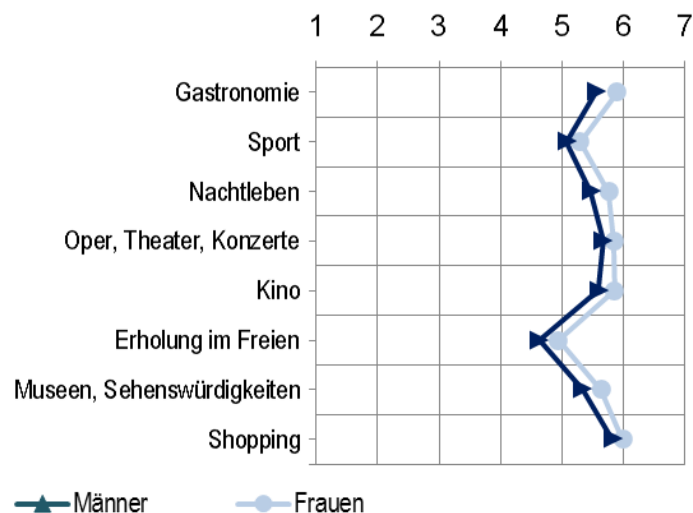 1 2 3 4 5 6 7
Gastronomie
Sport
Nachtleben
Oper, Theater, Konzerte
Kino
Erholung im Freien
Museen, Sehenswürdigkeiten
Shopping
Männer Frauen